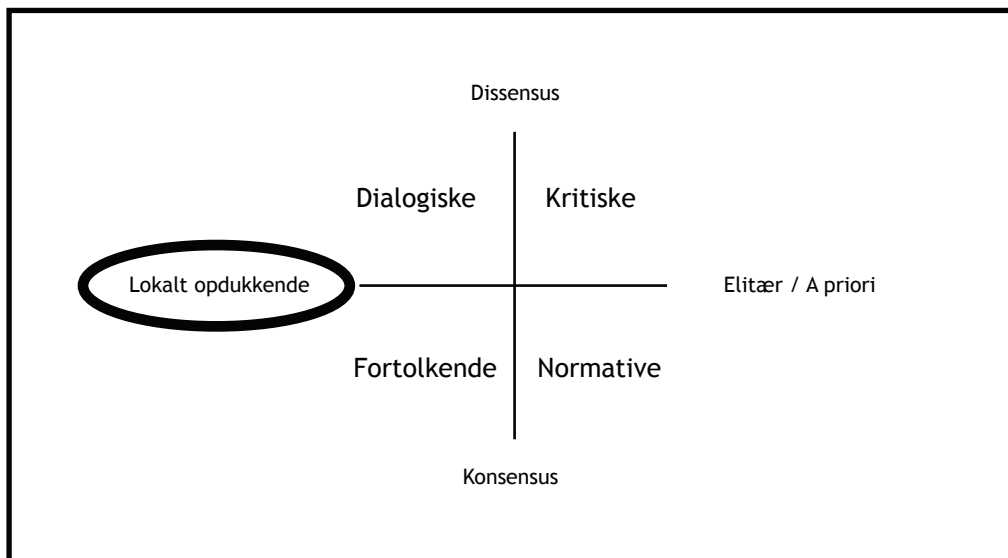 Dissensus
Dialogiske
Kritiske
Lokalt opdukkende
Elitær / A priori
Fortolkende
Normative
Konsensus